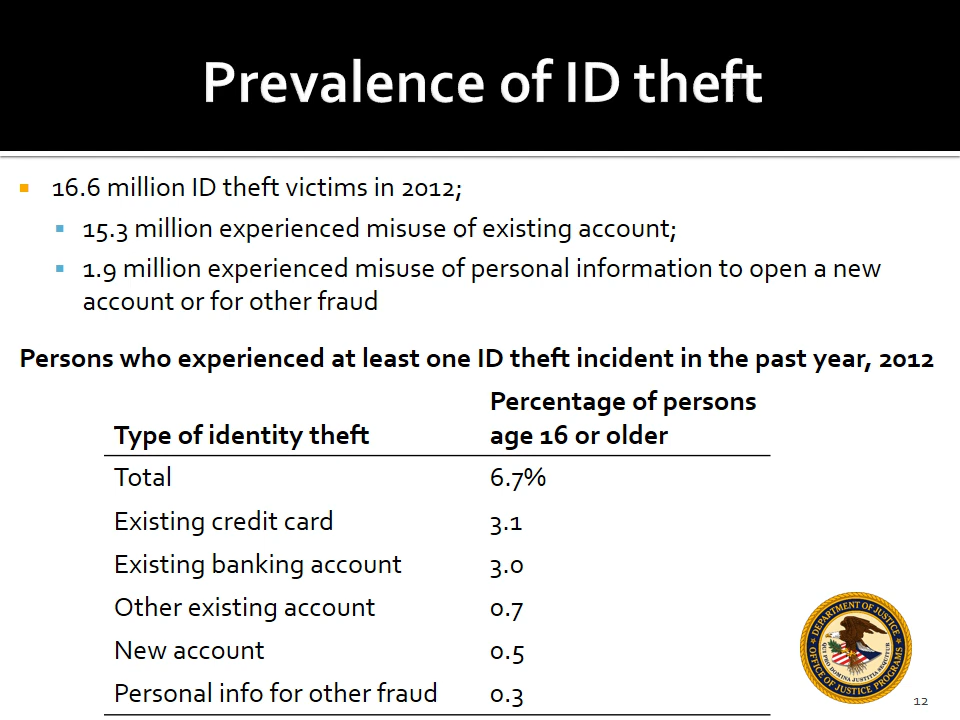 Prevalence of ID theft
16.6 million ID theft victims in 2012;
15.3 million experienced misuse of existing account;
1.9 million experienced misuse of personal information to open a new
account or for other fraud
Persons who experienced at least one ID theft incident in the past year, 2012
Type of identity theft Percentage of persons age 16 or older
Total 6.7%
Existing credit card 3.1
Existing banking account 3.0
Other existing account 0.7
New account 0.5
Personal info for other fraud 0.3
DEPARTMENT OF JUSTICE
OFFICE OF JUSTICE PROGRAMS
QUI PRO DOMINA JUSTITIA SEQUITUR
12